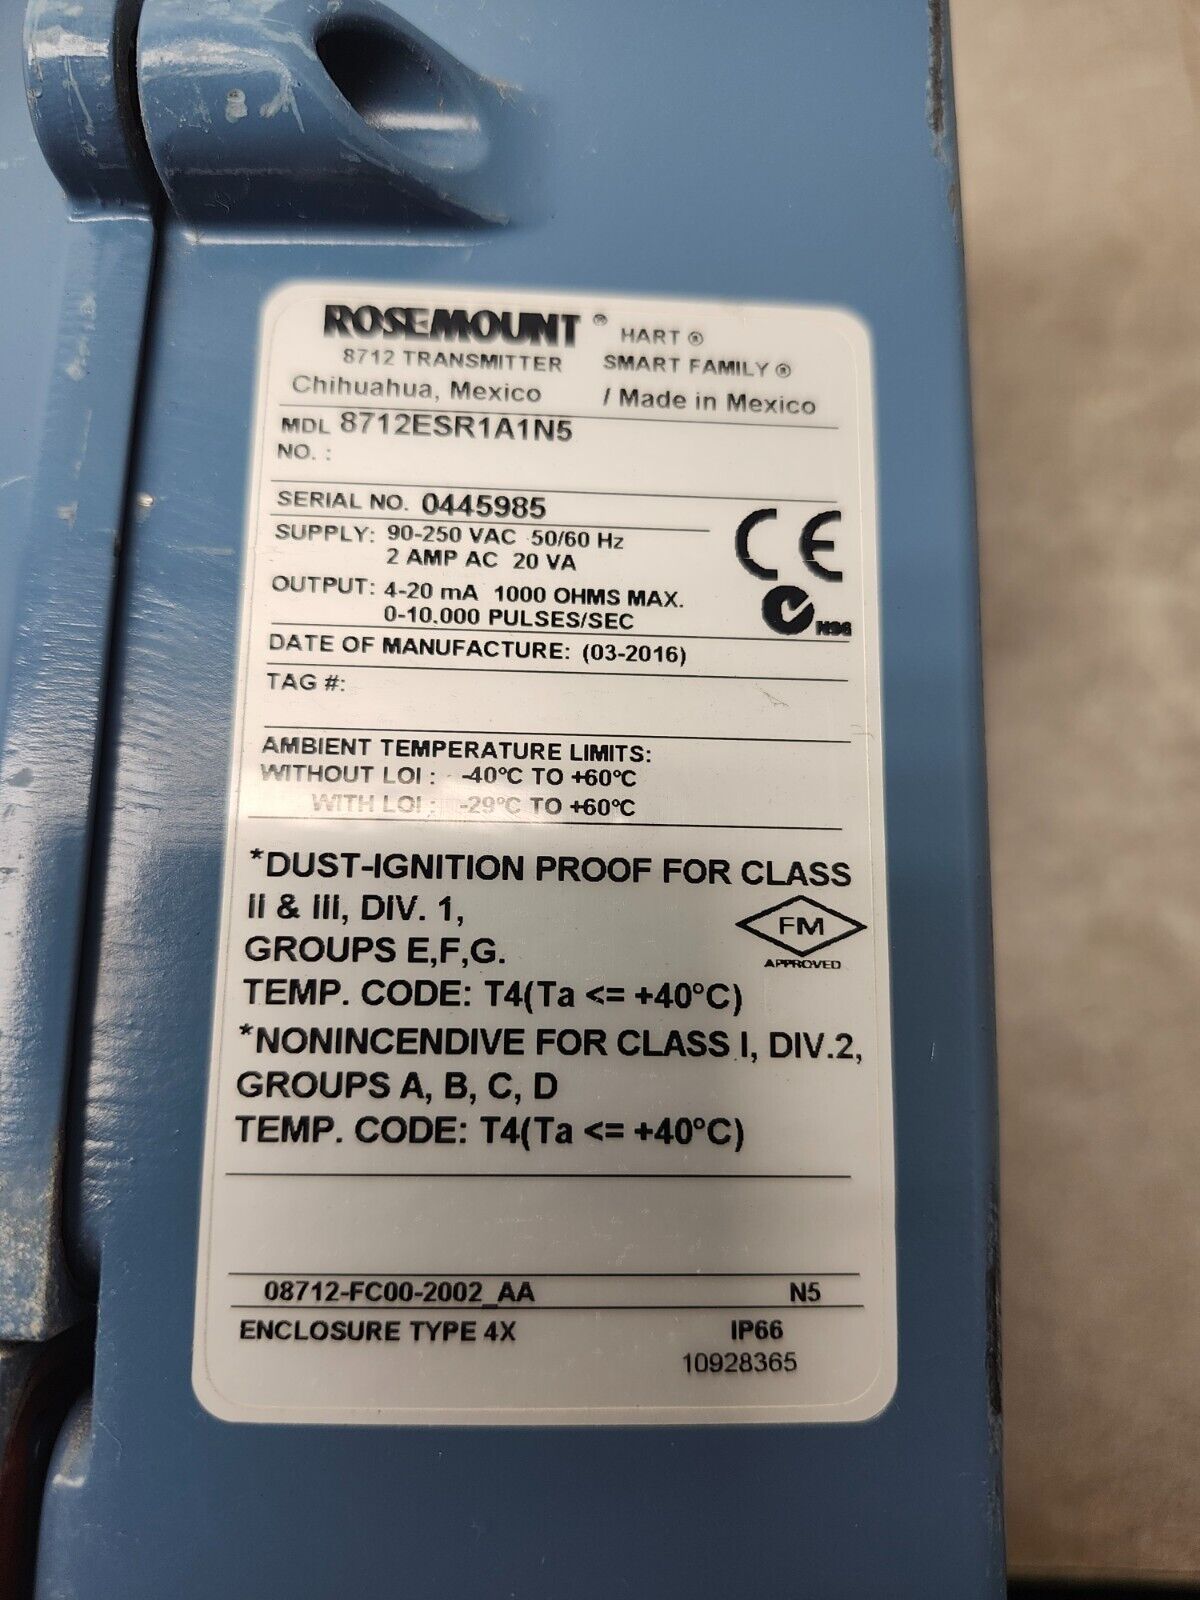 ROSEMOUNT ® HART ®
8712 TRANSMITTER SMART FAMILY ®
Chihuahua, Mexico / Made in Mexico
MDL 8712ESR1A1N5
NO. :
SERIAL NO. 0445985
SUPPLY: 90-250 VAC 50/60 Hz
2 AMP AC 20 VA
CE
OUTPUT: 4-20 mA 1000 OHMS MAX.
0-10,000 PULSES/SEC
N96
DATE OF MANUFACTURE: (03-2016)
TAG #:
AMBIENT TEMPERATURE LIMITS:
WITHOUT LOI : -40°C TO +60°C
WITH LOI : -29°C TO +60°C
*DUST-IGNITION PROOF FOR CLASS
II & III, DIV. 1,
GROUPS E,F,G.
FM
APPROVED
TEMP. CODE: T4(Ta <= +40°C)
*NONINCENDIVE FOR CLASS I, DIV.2,
GROUPS A, B, C, D
TEMP. CODE: T4(Ta <= +40°C)
08712-FC00-2002_AA N5
ENCLOSURE TYPE 4X IP66
10928365